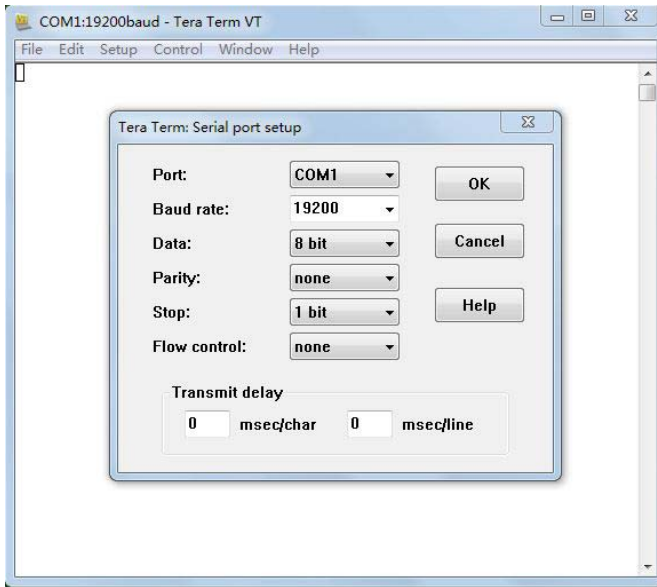 COM1:19200baud - Tera Term VT
File Edit Setup Control Window Help
Tera Term: Serial port setup
Port: COM1 OK
Baud rate: 19200
Data: 8 bit Cancel
Parity: none
Stop: 1 bit Help
Flow control: none
Transmit delay
0 msec/char 0 msec/line